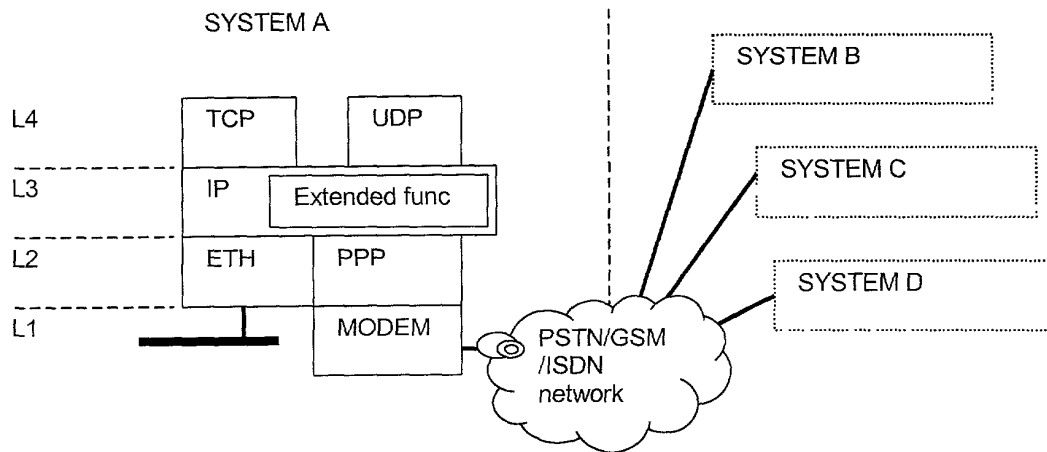 SYSTEM A
SYSTEM B
L4
TCP
UDP
SYSTEM C
L3
IP
Extended func
L2
ETH
PPP
SYSTEM D
L1
MODEM
PSTN/GSM
/ISDN
network